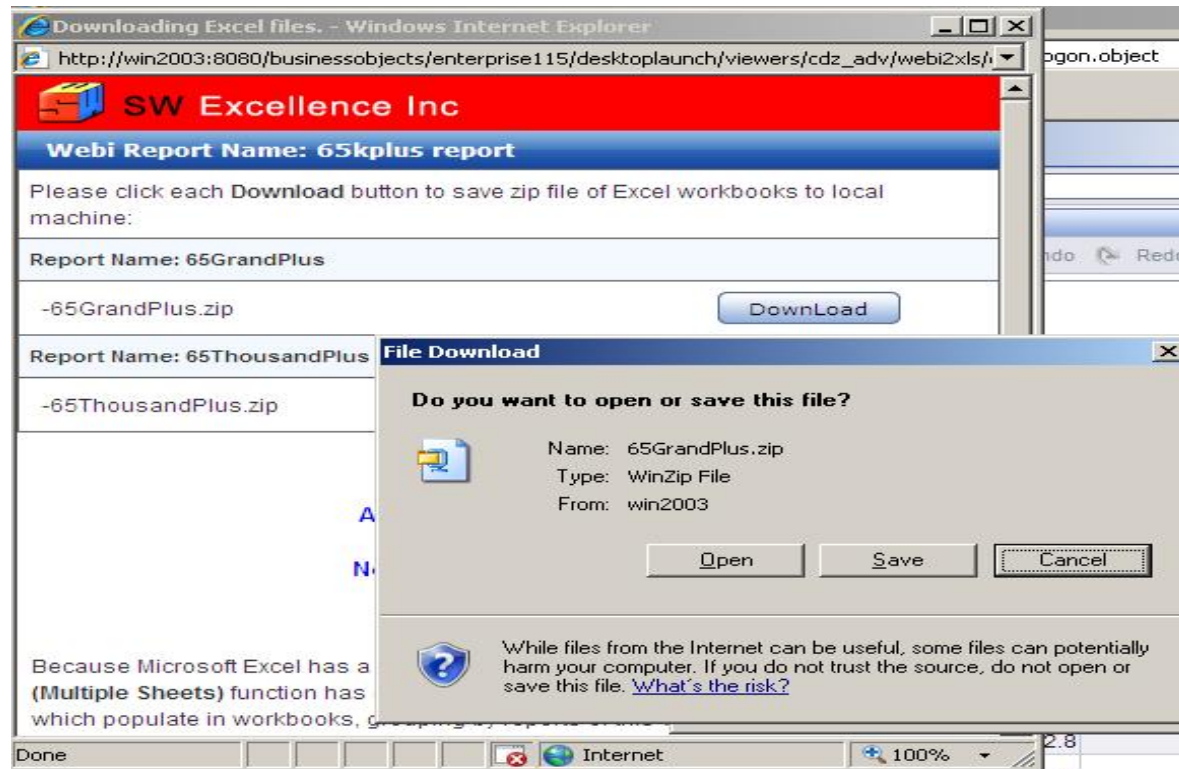 Downloading Excel files. - Windows Internet Explorer
http://win2003:8080/businessobjects/enterprise115/desktoplaunch/viewers/cdz_adv/webi2xls/
ogon.object
SW Excellence Inc
Webi Report Name: 65kplus report
Please click each Download button to save zip file of Excel workbooks to local
machine:
Report Name: 65GrandPlus
ndo Redo
-65GrandPlus.zip DownLoad
Report Name: 65ThousandPlus
-65ThousandPlus.zip
File Download
Do you want to open or save this file?
Name: 65GrandPlus.zip
Type: WinZip File
From: win2003
Open Save Cancel
While files from the Internet can be useful, some files can potentially
harm your computer. If you do not trust the source, do not open or
save this file. What's the risk?
A
N
Because Microsoft Excel has a
(Multiple Sheets) function has
which populate in workbooks,
Done Internet 100%
2.8